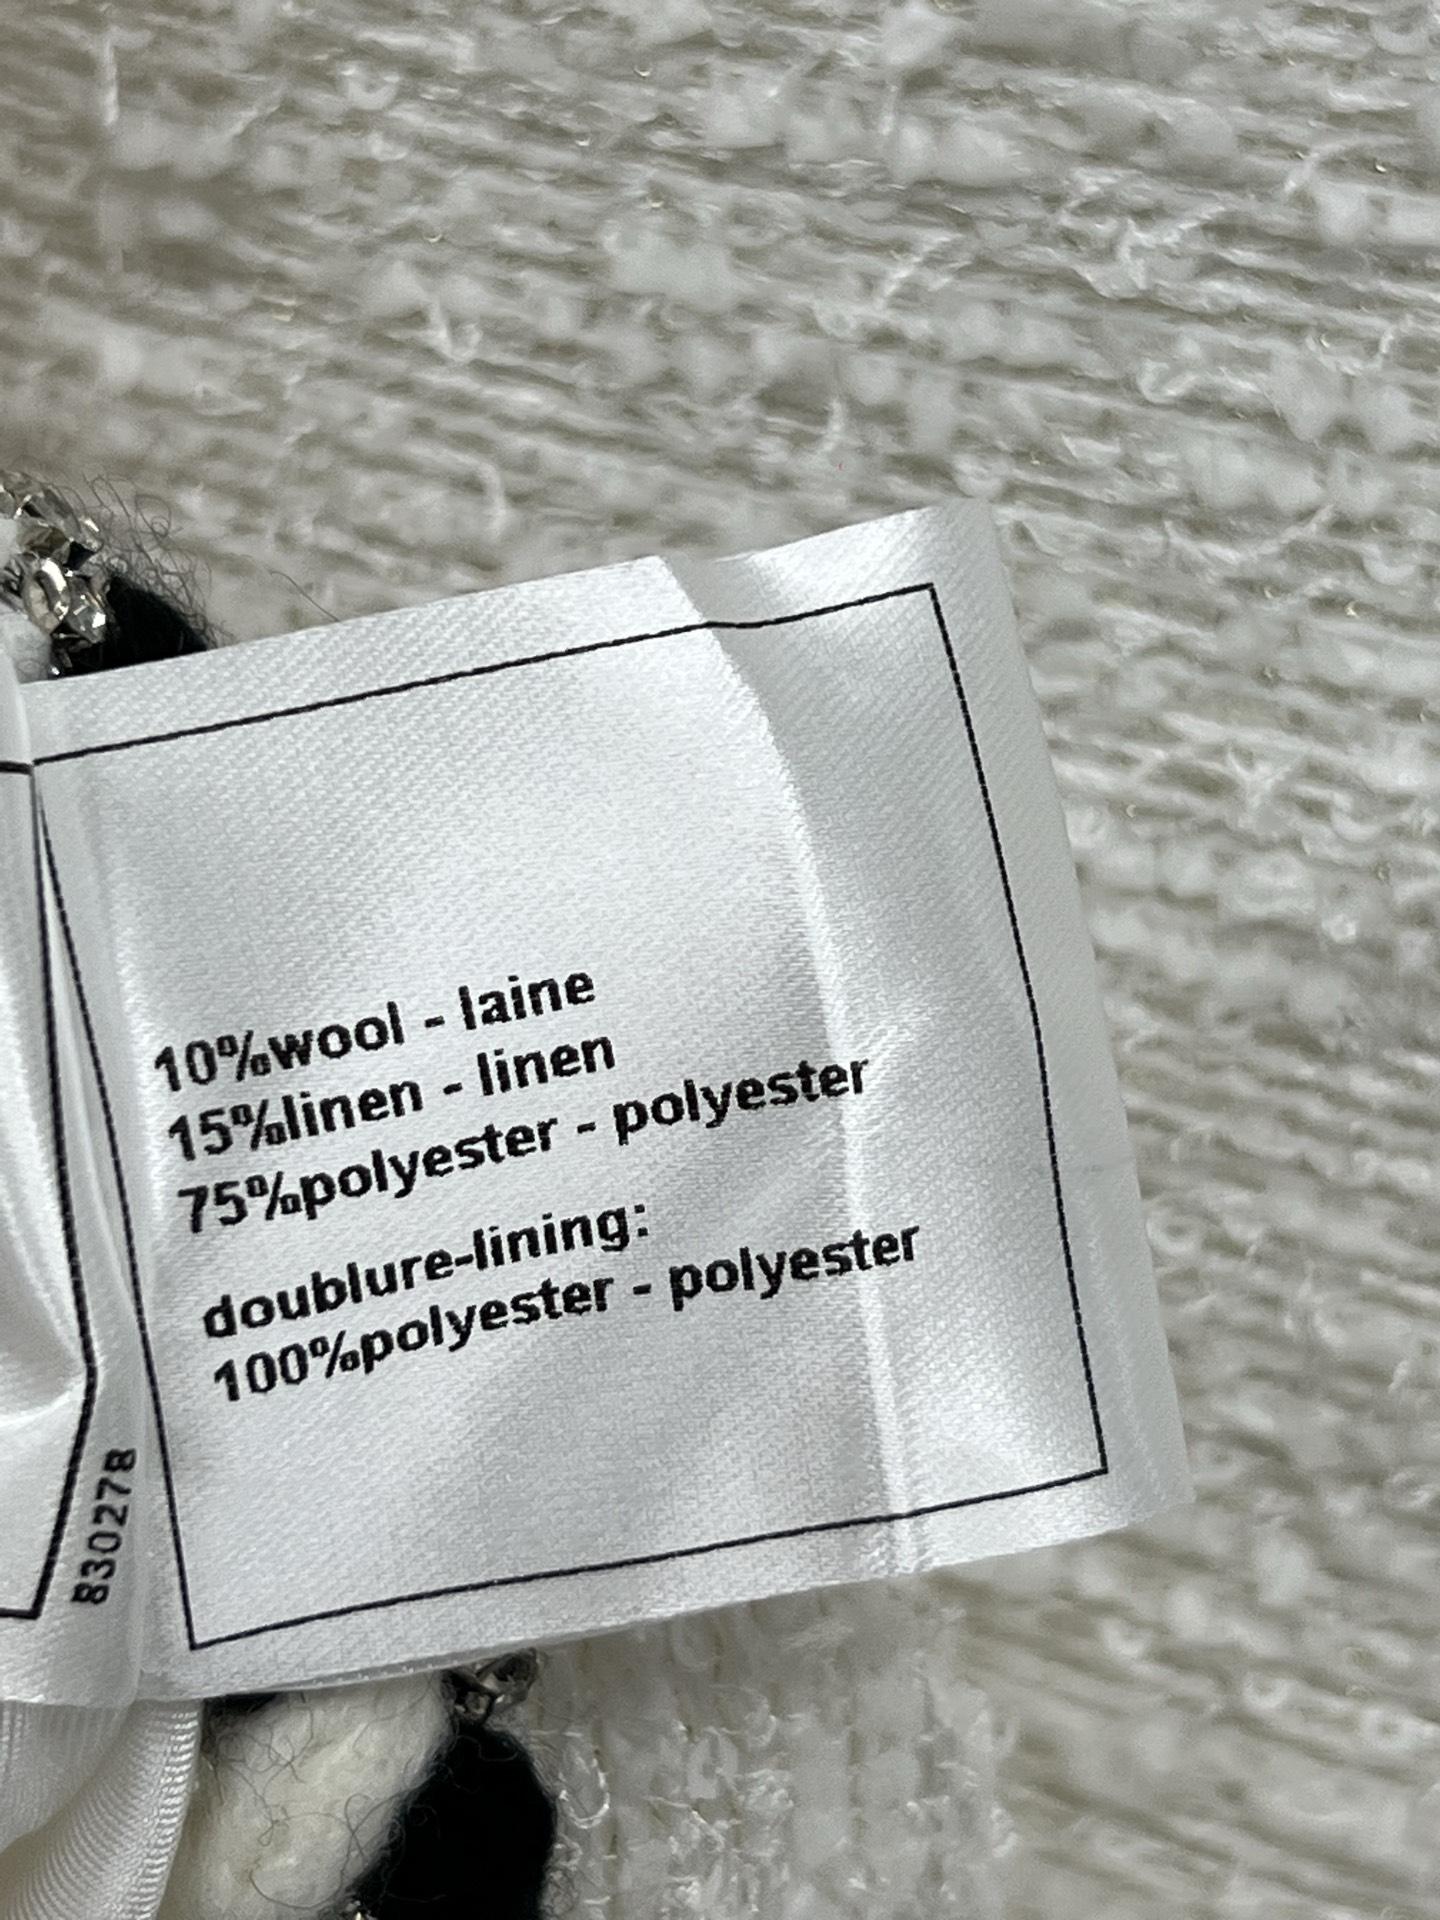 10%wool - laine
15%linen - linen
75%polyester - polyester
doublure-lining:
100%polyester - polyester
830278